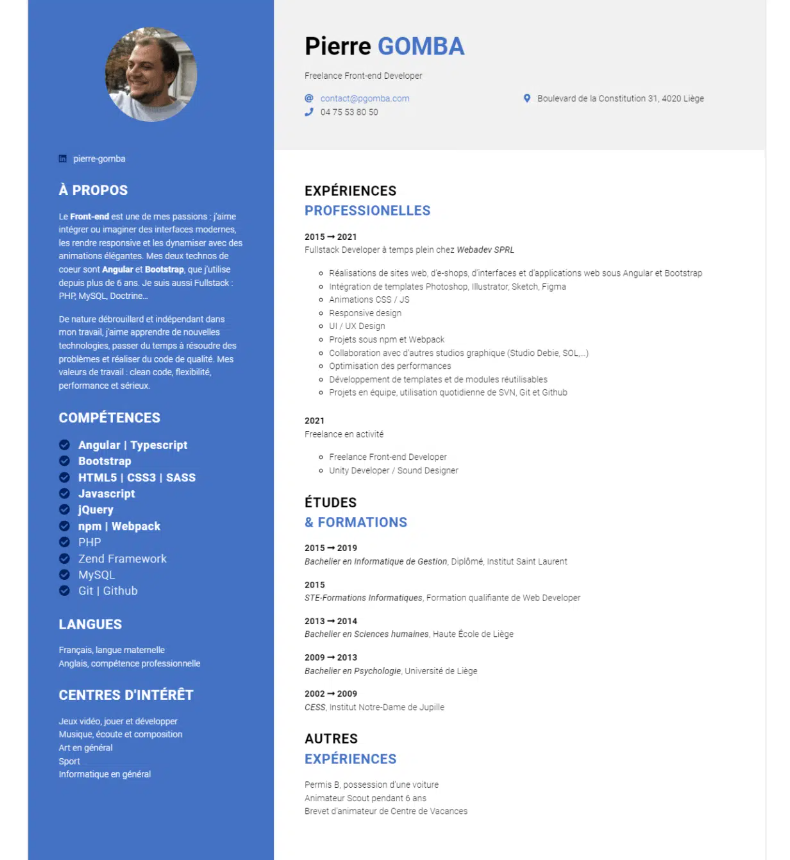 Pierre GOMBA
Freelance Front-end Developer
contact@pgomba.com
04 75 53 80 50
Boulevard de la Constitution 31, 4020 Liège
pierre-gomba
À PROPOS
Le Front-end est une de mes passions : j'aime
intégrer ou imaginer des interfaces modernes,
les rendre responsive et les dynamiser avec des
animations élégantes. Mes deux technos de
coeur sont Angular et Bootstrap, que j'utilise
depuis plus de 6 ans. Je suis aussi Fullstack :
PHP, MySQL, Doctrine...
De nature débrouillard et indépendant dans
mon travail, j'aime apprendre de nouvelles
technologies, passer du temps à résoudre des
problèmes et réaliser du code de qualité. Mes
valeurs de travail : clean code, flexibilité,
performance et sérieux.
COMPÉTENCES
Angular | Typescript
Bootstrap
HTML5 | CSS3 | SASS
Javascript
jQuery
npm | Webpack
PHP
Zend Framework
MySQL
Git | Github
LANGUES
Français, langue maternelle
Anglais, compétence professionnelle
CENTRES D'INTÉRÊT
Jeux vidéo, jouer et développer
Musique, écoute et composition
Art en général
Sport
Informatique en général
EXPÉRIENCES
PROFESSIONELLES
2015 → 2021
Fullstack Developer à temps plein chez Webadev SPRL
Réalisations de sites web, d'e-shops, d'interfaces et d'applications web sous Angular et Bootstrap
Intégration de templates Photoshop, Illustrator, Sketch, Figma
Animations CSS / JS
Responsive design
UI / UX Design
Projets sous npm et Webpack
Collaboration avec d'autres studios graphique (Studio Debie, SOL,...)
Optimisation des performances
Développement de templates et de modules réutilisables
Projets en équipe, utilisation quotidienne de SVN, Git et Github
2021
Freelance en activité
Freelance Front-end Developer
Unity Developer / Sound Designer
ÉTUDES
& FORMATIONS
2015 → 2019
Bachelier en Informatique de Gestion, Diplômé, Institut Saint Laurent
2015
STE-Formations Informatiques, Formation qualifiante de Web Developer
2013 → 2014
Bachelier en Sciences humaines, Haute École de Liège
2009 → 2013
Bachelier en Psychologie, Université de Liège
2002 → 2009
CESS, Institut Notre-Dame de Jupille
AUTRES
EXPÉRIENCES
Permis B, possession d'une voiture
Animateur Scout pendant 6 ans
Brevet d'animateur de Centre de Vacances